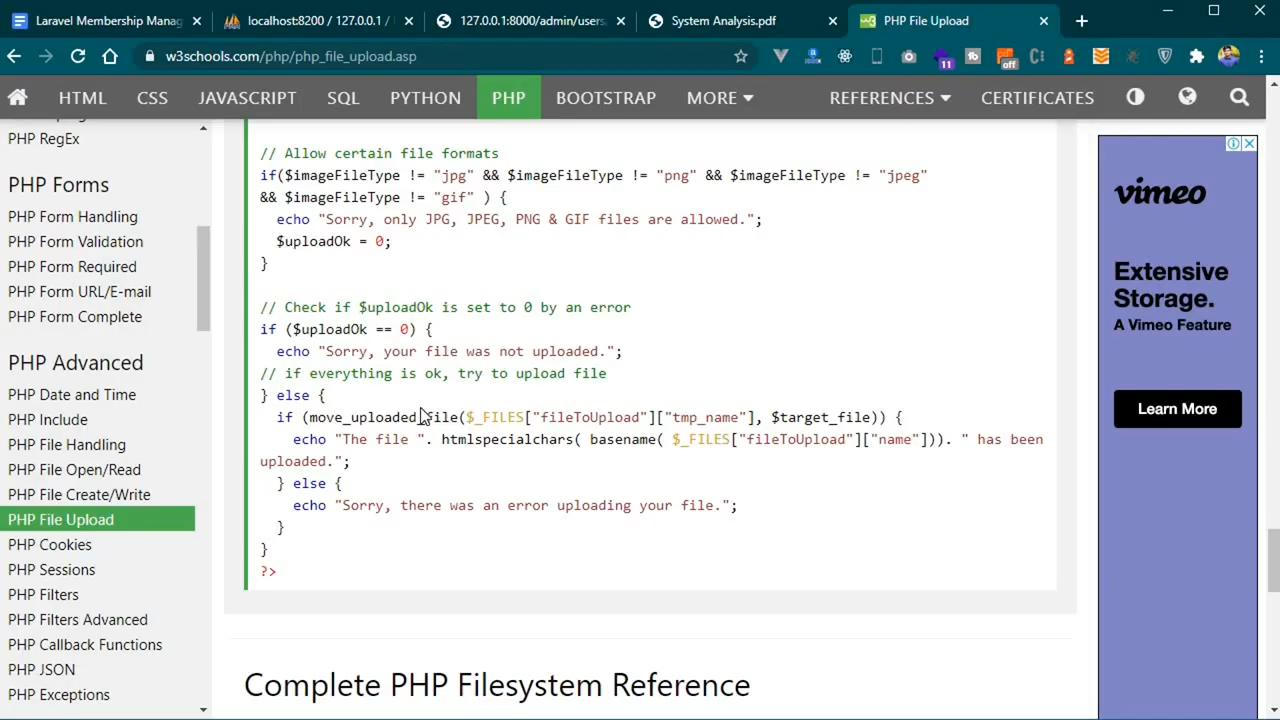 Laravel Membership Manag
localhost:8200 / 127.0.0.1 /
127.0.0.1:8000/admin/users
System Analysis.pdf
PHP File Upload
w3schools.com/php/php_file_upload.asp
11
off
HTML
CSS
JAVASCRIPT
SQL
PYTHON
PHP
BOOTSTRAP
MORE
REFERENCES
CERTIFICATES
PHP RegEx
PHP Forms
PHP Form Handling
PHP Form Validation
PHP Form Required
PHP Form URL/E-mail
PHP Form Complete
PHP Advanced
PHP Date and Time
PHP Include
PHP File Handling
PHP File Open/Read
PHP File Create/Write
PHP File Upload
PHP Cookies
PHP Sessions
PHP Filters
PHP Filters Advanced
PHP Callback Functions
PHP JSON
PHP Exceptions
// Allow certain file formats
if($imageFileType != "jpg" && $imageFileType != "png" && $imageFileType != "jpeg"
&& $imageFileType != "gif" ) {
echo "Sorry, only JPG, JPEG, PNG & GIF files are allowed.";
$uploadOk = 0;
}
// Check if $uploadOk is set to 0 by an error
if ($uploadOk == 0) {
echo "Sorry, your file was not uploaded.";
// if everything is ok, try to upload file
} else {
if (move_uploaded_file($_FILES["fileToUpload"]["tmp_name"], $target_file)) {
echo "The file ". htmlspecialchars( basename( $_FILES["fileToUpload"]["name"])). " has been
uploaded.";
} else {
echo "Sorry, there was an error uploading your file.";
}
}
?>
Complete PHP Filesystem Reference
vimeo
Extensive
Storage.
A Vimeo Feature
Learn More